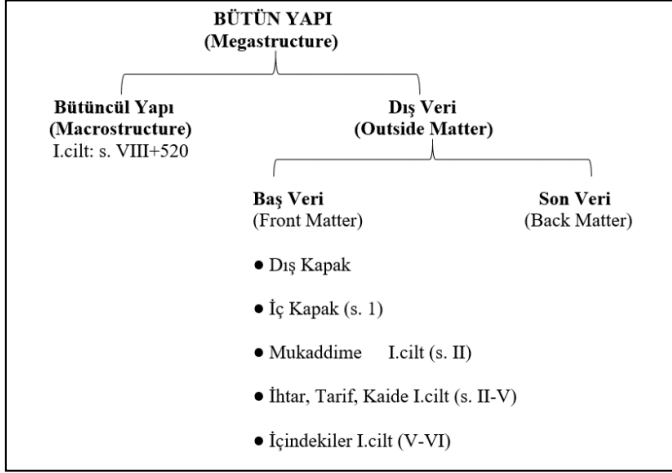 BÜTÜN YAPI
(Megastructure)
Bütüncül Yapı
(Macrostructure)
I.cilt: s. VIII+520
Dış Veri
(Outside Matter)
Baş Veri
(Front Matter)
Son Veri
(Back Matter)
● Dış Kapak
● İç Kapak (s. 1)
● Mukaddime I.cilt (s. II)
● İhtar, Tarif, Kaide I.cilt (s. II-V)
● İçindekiler I.cilt (V-VI)